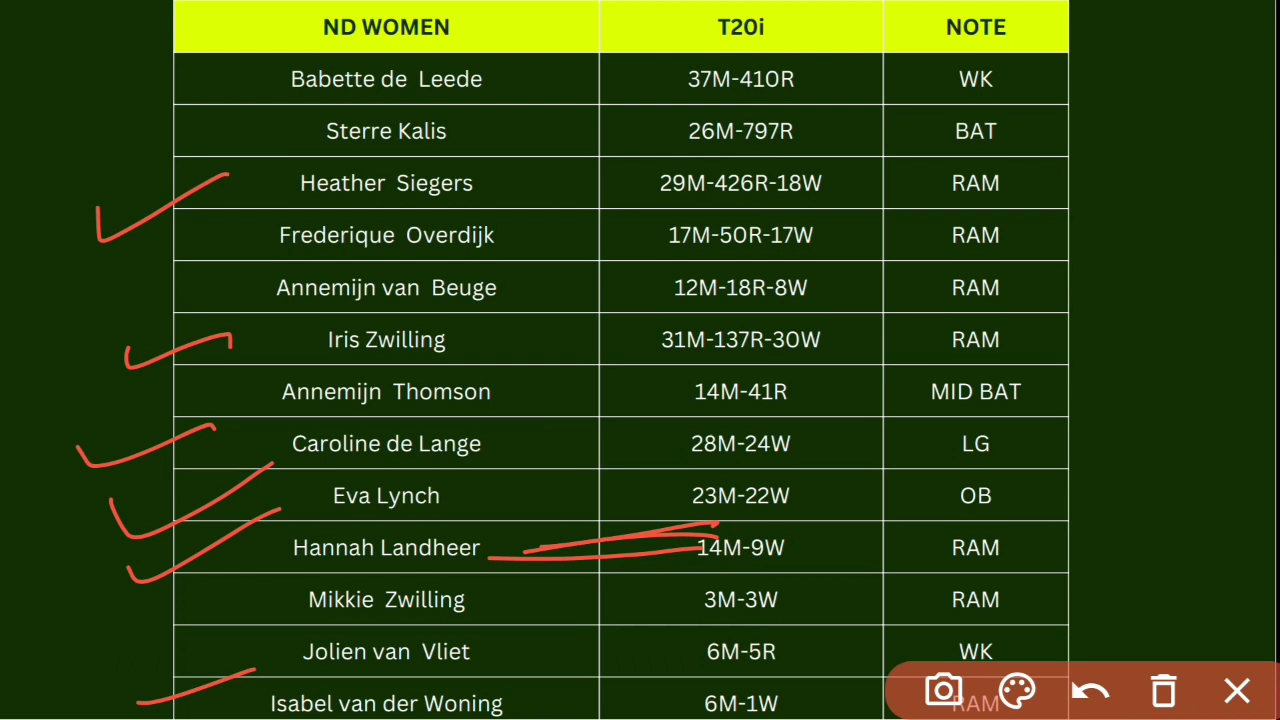 ND WOMEN T20i NOTE
Babette de Leede 37M-410R WK
Sterre Kalis 26M-797R BAT
Heather Siegers 29M-426R-18W RAM
Frederique Overdijk 17M-50R-17W RAM
Annemijn van Beuge 12M-18R-8W RAM
Iris Zwilling 31M-137R-30W RAM
Annemijn Thomson 14M-41R MID BAT
Caroline de Lange 28M-24W LG
Eva Lynch 23M-22W OB
Hannah Landheer 14M-9W RAM
Mikkie Zwilling 3M-3W RAM
Jolien van Vliet 6M-5R WK
Isabel van der Woning 6M-1W RAM